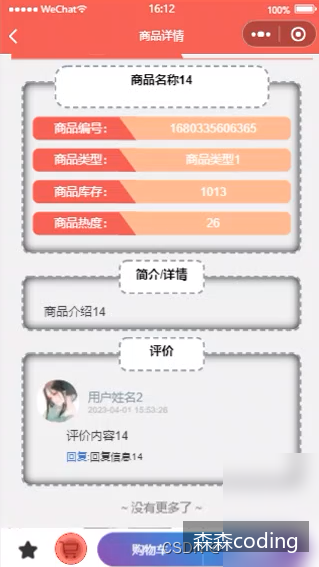 WeChat 16:12 100%
商品详情
商品名称14
商品编号: 1680335606365
商品类型: 商品类型1
商品库存: 1013
商品热度: 26
简介/详情
商品介绍14
评价
用户姓名2
2023-04-01 15:53:26
评价内容14
回复:回复信息14
~ 没有更多了 ~
购物车
森森coding